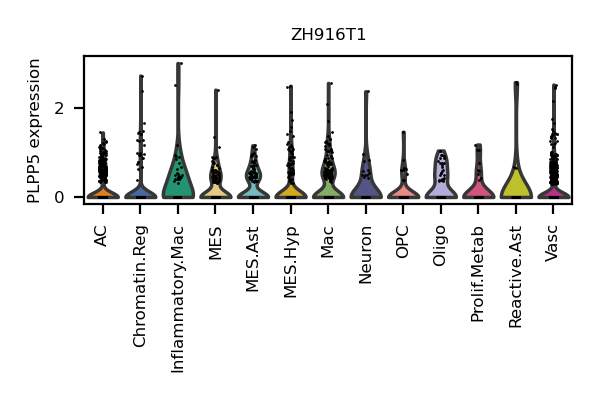 ZH916T1
PLPP5 expression
2
0
AC
Chromatin.Reg
Inflammatory.Mac
MES
MES.Ast
MES.Hyp
Mac
Neuron
OPC
Oligo
Prolif.Metab
Reactive.Ast
Vasc